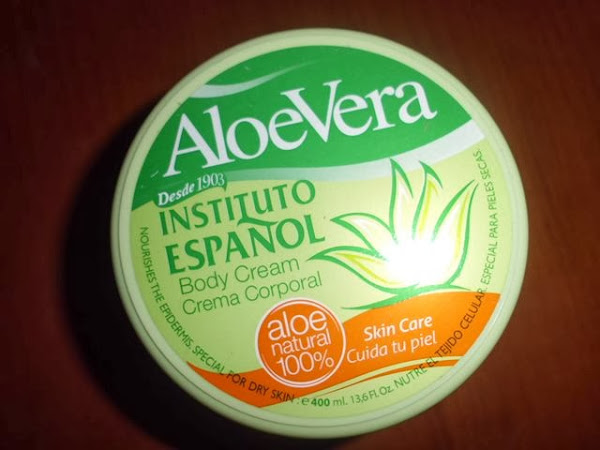 AloeVera
Desde 1903
INSTITUTO
ESPAÑOL
Body Cream
Crema Corporal
aloe
natural
100%
Skin Care
Cuida tu piel
NOURISHES THE EPIDERMIS. SPECIAL FOR DRY SKIN. e 400 ml. 13,6 Fl. Oz. NUTRE EL TEJIDO CELULAR. ESPECIAL PARA PIELES SECAS.